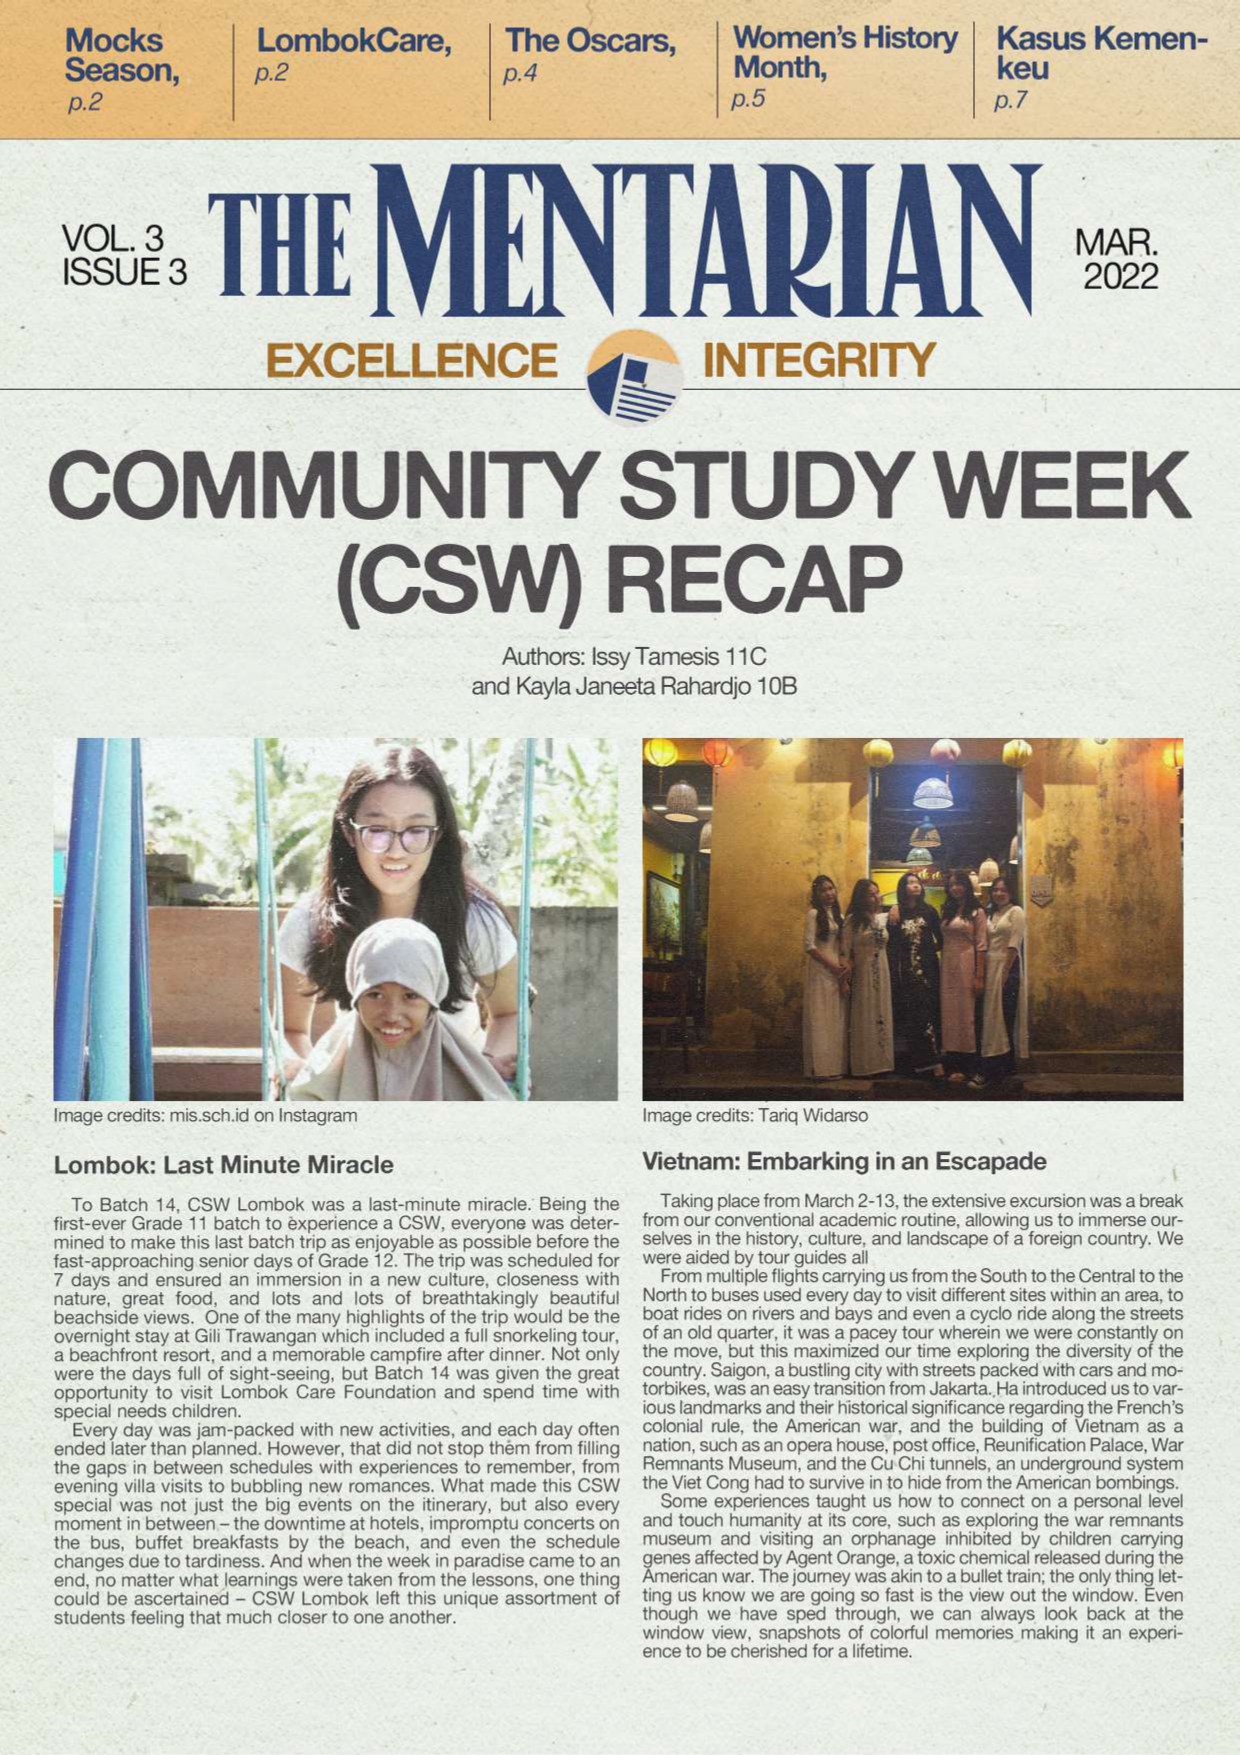 Mocks
Season,
p.2
LombokCare,
p.2
The Oscars,
p.4
Women's History
Month,
p.5
Kasus Kemen-
keu
p.7
VOL. 3
ISSUE 3
THE MENTARIAN
MAR.
2022
EXCELLENCE INTEGRITY
COMMUNITY STUDY WEEK
(CSW) RECAP
Authors: Issy Tamesis 11C
and Kayla Janeeta Rahardjo 10B
Image credits: mis.sch.id on Instagram
Lombok: Last Minute Miracle
To Batch 14, CSW Lombok was a last-minute miracle. Being the
first-ever Grade 11 batch to experience a CSW, everyone was deter-
mined to make this last batch trip as enjoyable as possible before the
fast-approaching senior days of Grade 12. The trip was scheduled for
7 days and ensured an immersion in a new culture, closeness with
nature, great food, and lots and lots of breathtakingly beautiful
beachside views. One of the many highlights of the trip would be the
overnight stay at Gili Trawangan which included a full snorkeling tour,
a beachfront resort, and a memorable campfire after dinner. Not only
were the days full of sight-seeing, but Batch 14 was given the great
opportunity to visit Lombok Care Foundation and spend time with
special needs children.
Every day was jam-packed with new activities, and each day often
ended later than planned. However, that did not stop them from filling
the gaps in between schedules with experiences to remember, from
evening villa visits to bubbling new romances. What made this CSW
special was not just the big events on the itinerary, but also every
moment in between – the downtime at hotels, impromptu concerts on
the bus, buffet breakfasts by the beach, and even the schedule
changes due to tardiness. And when the week in paradise came to an
end, no matter what learnings were taken from the lessons, one thing
could be ascertained – CSW Lombok left this unique assortment of
students feeling that much closer to one another.
Image credits: Tariq Widarso
Vietnam: Embarking in an Escapade
Taking place from March 2-13, the extensive excursion was a break
from our conventional academic routine, allowing us to immerse our-
selves in the history, culture, and landscape of a foreign country. We
were aided by tour guides all
From multiple flights carrying us from the South to the Central to the
North to buses used every day to visit different sites within an area, to
boat rides on rivers and bays and even a cyclo ride along the streets
of an old quarter, it was a pacey tour wherein we were constantly on
the move, but this maximized our time exploring the diversity of the
country. Saigon, a bustling city with streets packed with cars and mo-
torbikes, was an easy transition from Jakarta. Ha introduced us to var-
ious landmarks and their historical significance regarding the French's
colonial rule, the American war, and the building of Vietnam as a
nation, such as an opera house, post office, Reunification Palace, War
Remnants Museum, and the Cu Chi tunnels, an underground system
the Viet Cong had to survive in to hide from the American bombings.
Some experiences taught us how to connect on a personal level
and touch humanity at its core, such as exploring the war remnants
museum and visiting an orphanage inhibited by children carrying
genes affected by Agent Orange, a toxic chemical released during the
American war. The journey was akin to a bullet train; the only thing let-
ting us know we are going so fast is the view out the window. Even
though we have sped through, we can always look back at the
window view, snapshots of colorful memories making it an experi-
ence to be cherished for a lifetime.